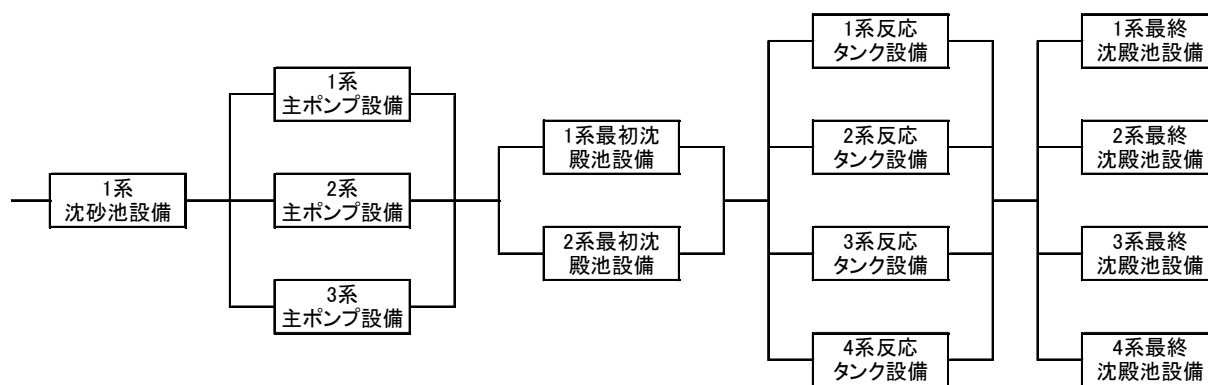 1系
沈砂池設備
1系
主ポンプ設備
2系
主ポンプ設備
3系
主ポンプ設備
1系最初沈
殿池設備
2系最初沈
殿池設備
1系反応
タンク設備
2系反応
タンク設備
3系反応
タンク設備
4系反応
タンク設備
1系最終
沈殿池設備
2系最終
沈殿池設備
3系最終
沈殿池設備
4系最終
沈殿池設備